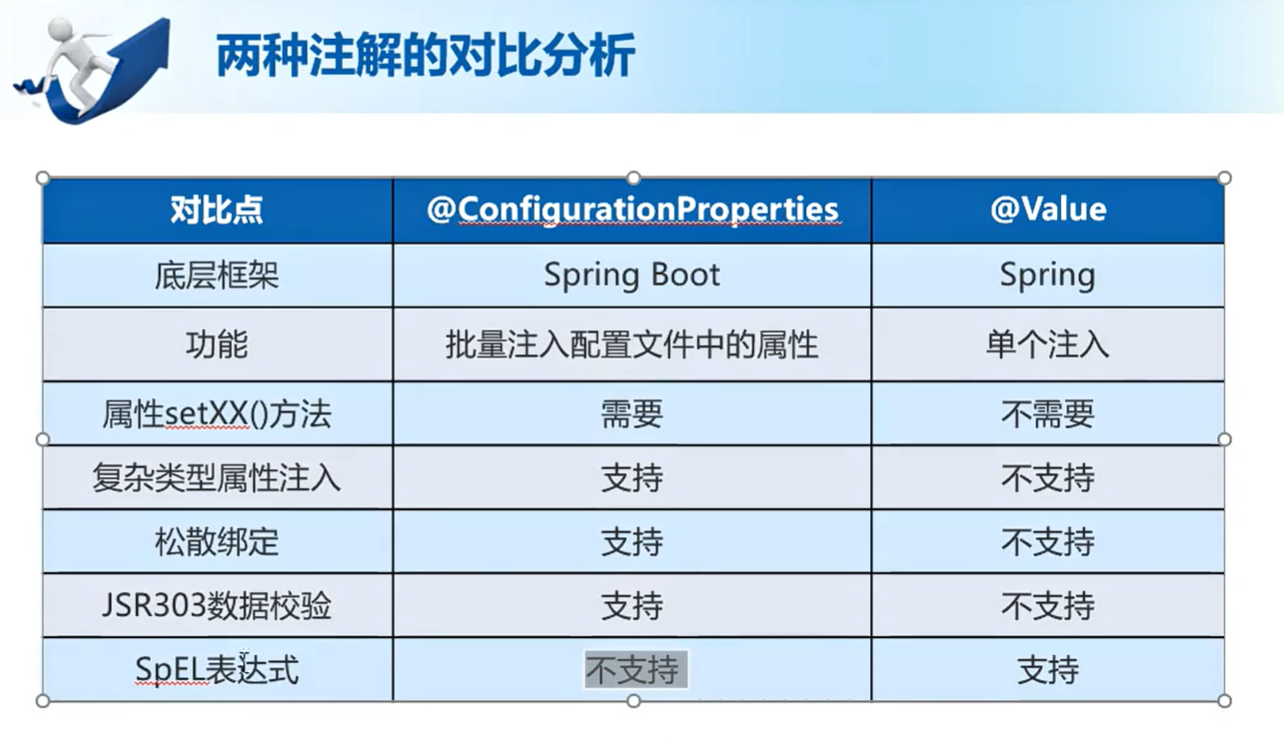 两种注解的对比分析
对比点 @ConfigurationProperties @Value
底层框架 Spring Boot Spring
功能 批量注入配置文件中的属性 单个注入
属性setXX()方法 需要 不需要
复杂类型属性注入 支持 不支持
松散绑定 支持 不支持
JSR303数据校验 支持 不支持
SpEL表达式 不支持 支持